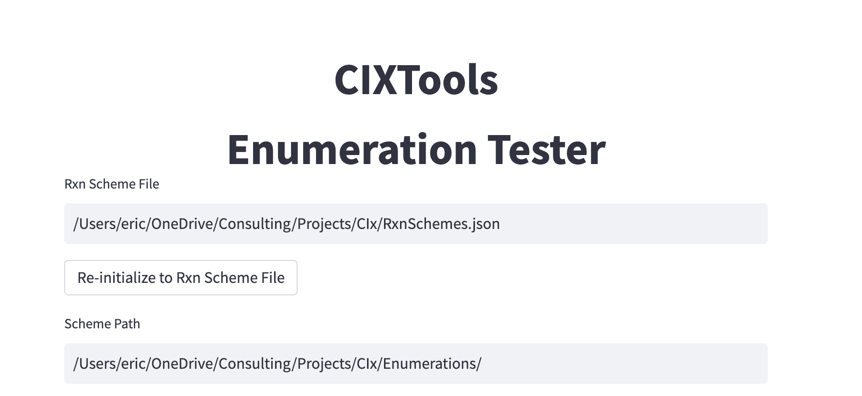 CIXTools
Enumeration Tester
Rxn Scheme File
/Users/eric/OneDrive/Consulting/Projects/CIx/RxnSchemes.json
Re-initialize to Rxn Scheme File
Scheme Path
/Users/eric/OneDrive/Consulting/Projects/CIx/Enumerations/